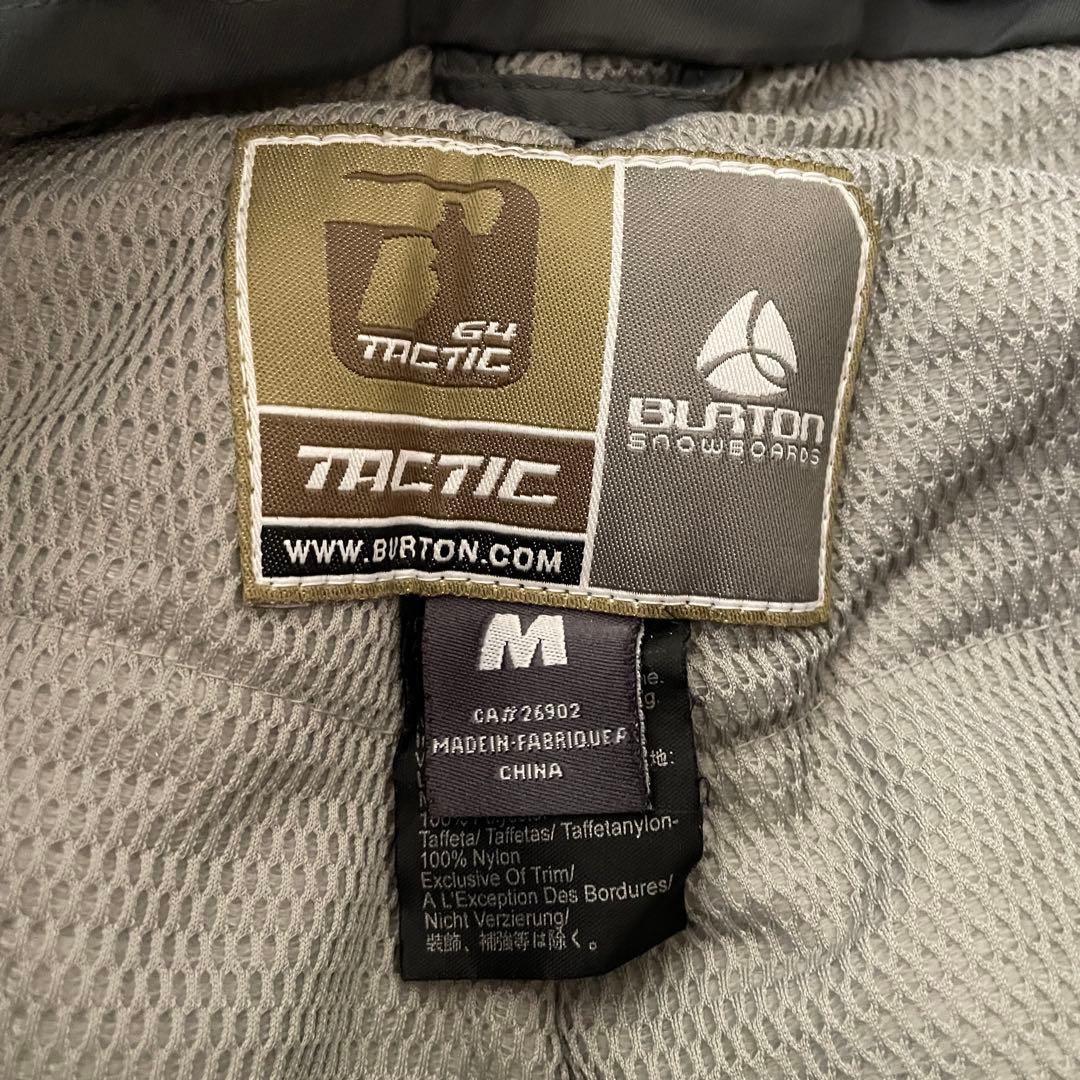 64
TACTIC
TACTIC
WWW.BURTON.COM
BURTON
SNOWBOARDS
M
CA#26902
MADEIN-FABRIQUEA
CHINA
地:
Taffeta/ Taffetas/ Taffetanylon-
100% Nylon
Exclusive Of Trim/
A L'Exception Des Bordures/
Nicht Verzierung/
装飾、補強等は除く。